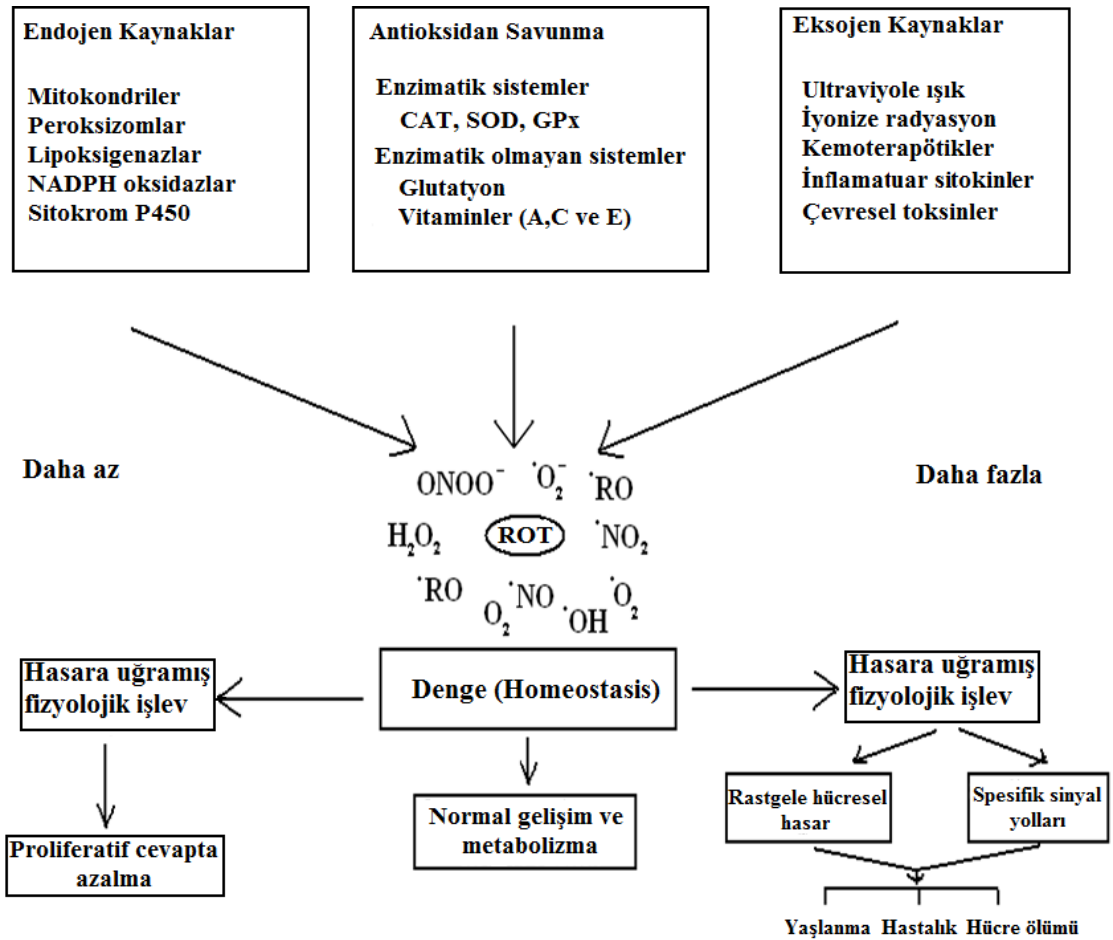 Endojen Kaynaklar
Mitokondriler
Peroksizomlar
Lipoksigenazlar
NADPH oksidazlar
Sitokrom P450
Antioksidan Savunma
Enzimatik sistemler
CAT, SOD, GPx
Enzimatik olmayan sistemler
Glutatyon
Vitaminler (A,C ve E)
Eksojen Kaynaklar
Ultraviyole ışık
İyonize radyasyon
Kemoterapötikler
İnflamatuar sitokinler
Çevresel toksinler
Daha az
Daha fazla
ONOO⁻ ˙O₂⁻ ˙RO
H₂O₂ ROT ˙NO₂
˙RO O₂ ˙NO ˙OH ˙O₂
Hasara uğramış
fizyolojik işlev
Denge (Homeostasis)
Hasara uğramış
fizyolojik işlev
Proliferatif cevapta
azalma
Normal gelişim ve
metabolizma
Rastgele hücresel
hasar
Spesifik sinyal
yolları
Yaşlanma Hastalık Hücre ölümü